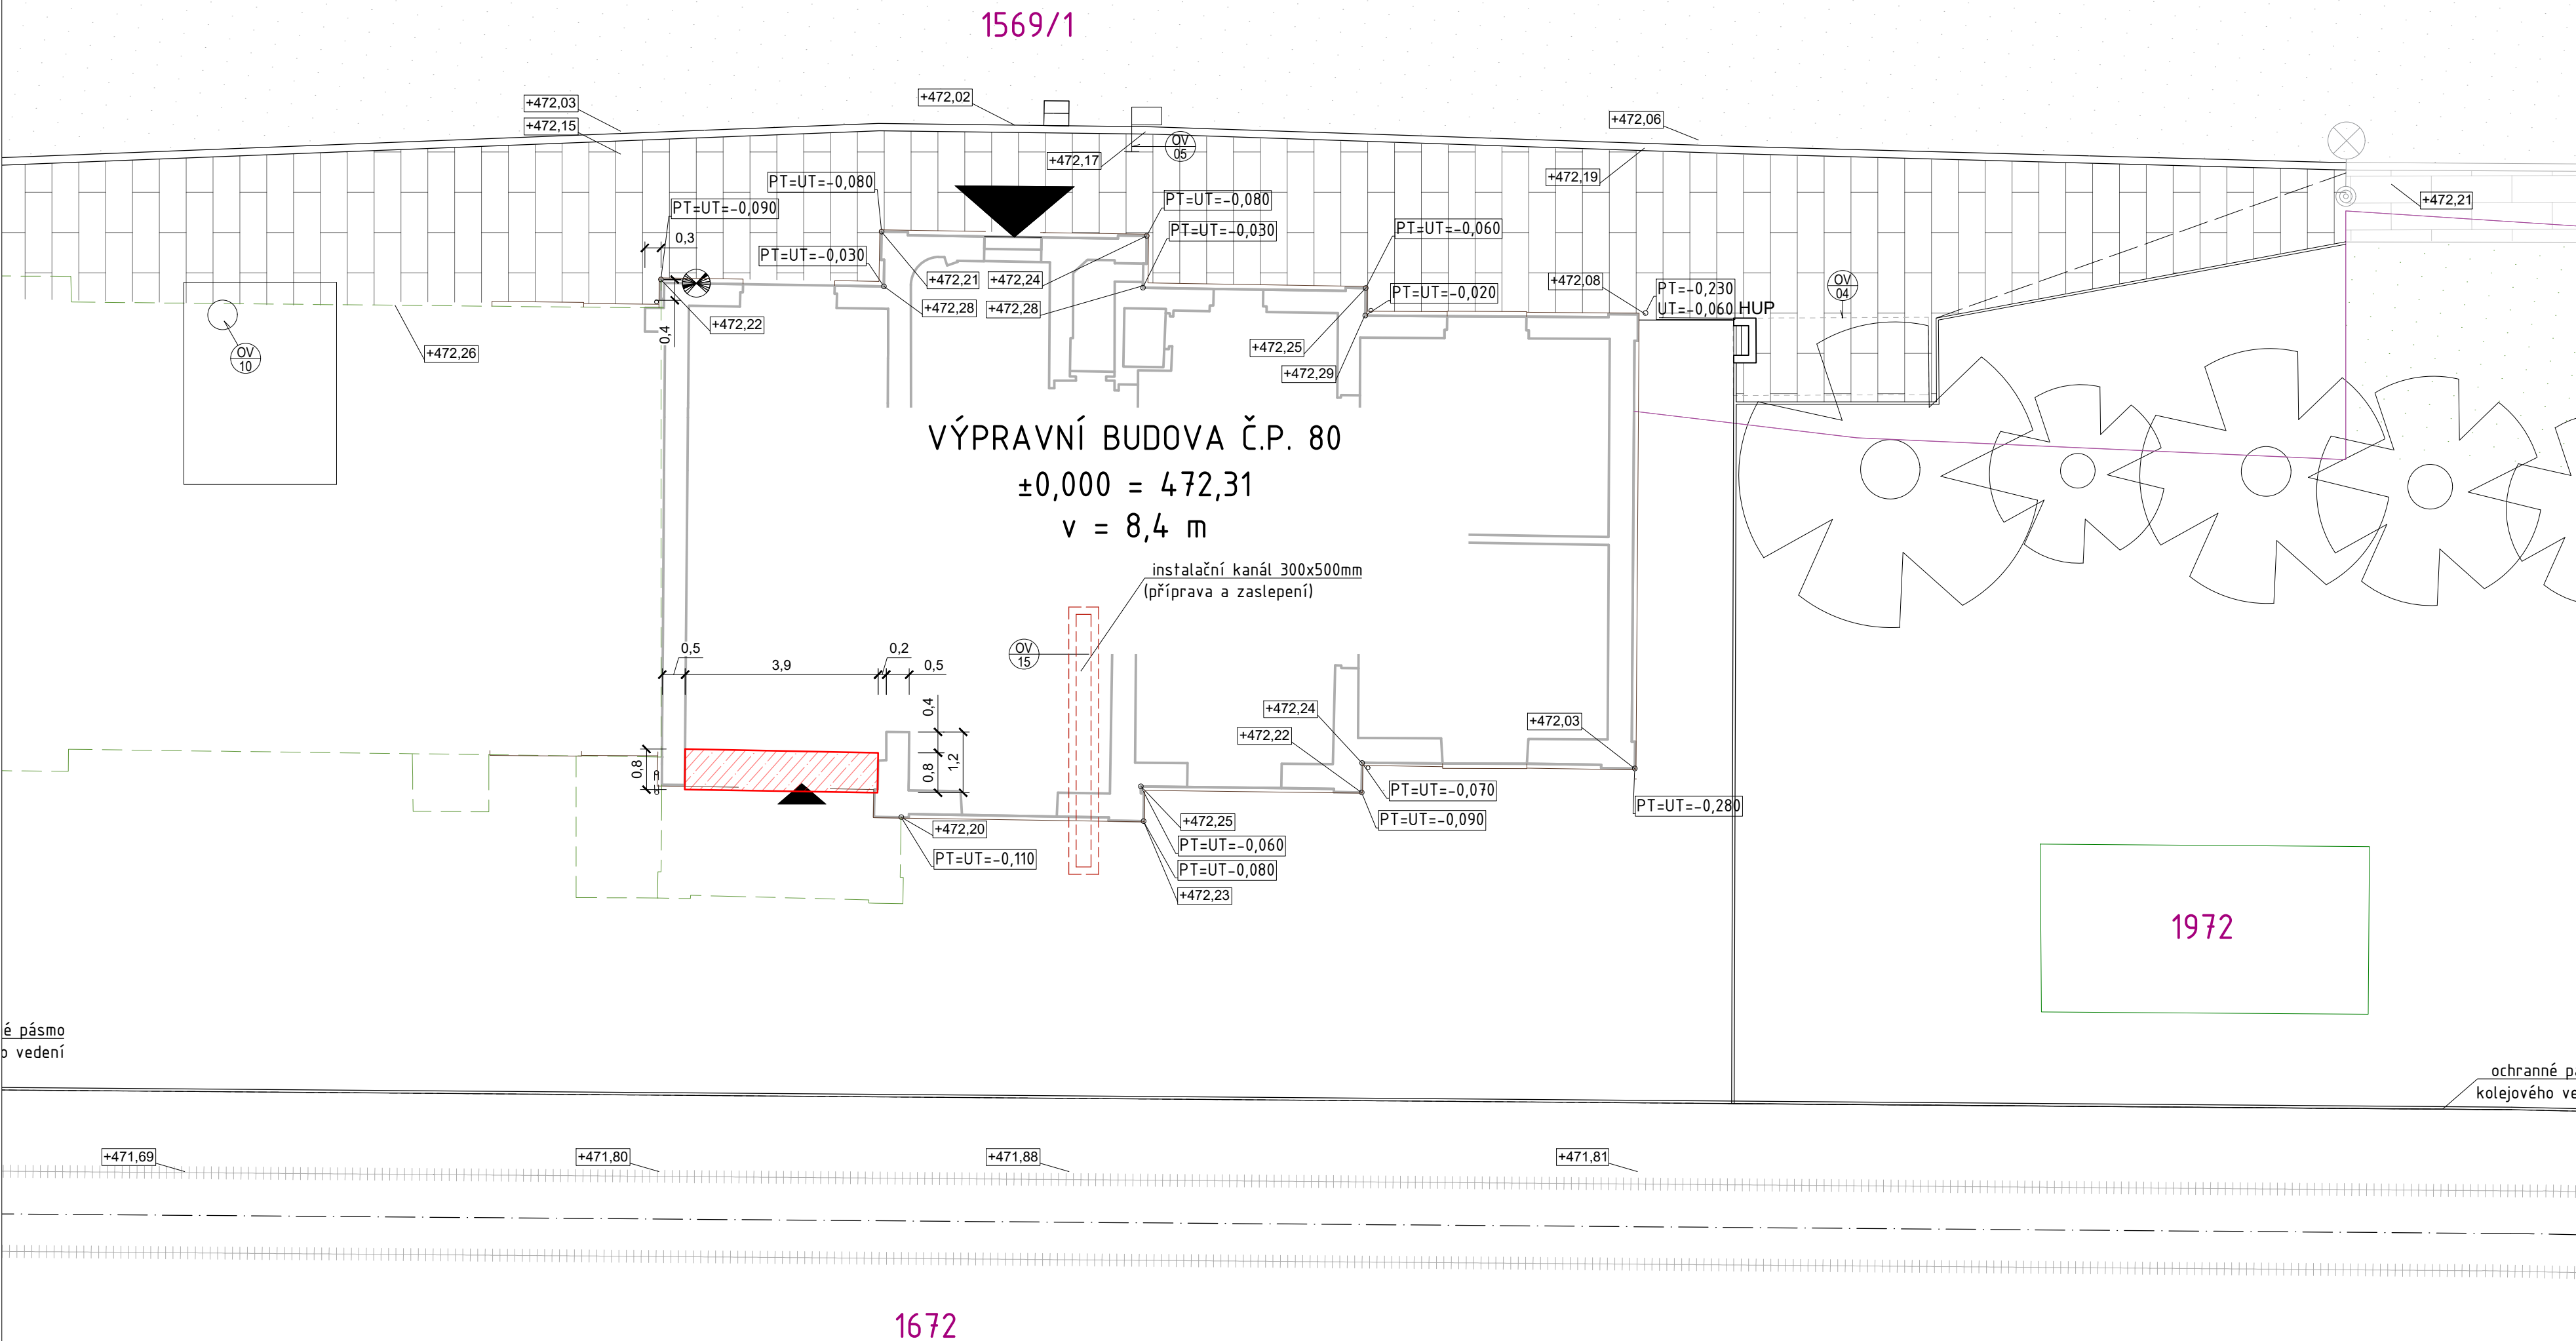 1569/1
+472,03
+472,02
+472,06
+472,15
+472,17
OV
05
+472,19
+472,21
PT=UT=-0,080
PT=UT=-0,090
PT=UT=-0,080
PT=UT=-0,030
PT=UT=-0,060
0,3
PT=UT=-0,030
+472,21
+472,24
+472,08
PT=-0,230
UT=-0,060
HUP
OV
04
PT=UT=-0,020
+472,28
+472,28
+472,22
0,4
+472,26
OV
10
+472,25
+472,29
VÝPRAVNÍ BUDOVA Č.P. 80
±0,000 = 472,31
v = 8,4 m
instalační kanál 300x500mm
(příprava a zaslepení)
OV
15
0,5
3,9
0,2
0,5
0,4
0,8
0,8
1,2
+472,24
+472,22
+472,03
PT=UT=-0,070
PT=UT=-0,090
PT=UT=-0,280
+472,20
PT=UT=-0,110
+472,25
PT=UT=-0,060
PT=UT-0,080
+472,23
1972
é pásmo
vedení
ochranné
kolejového
+471,69
+471,80
+471,88
+471,81
1672